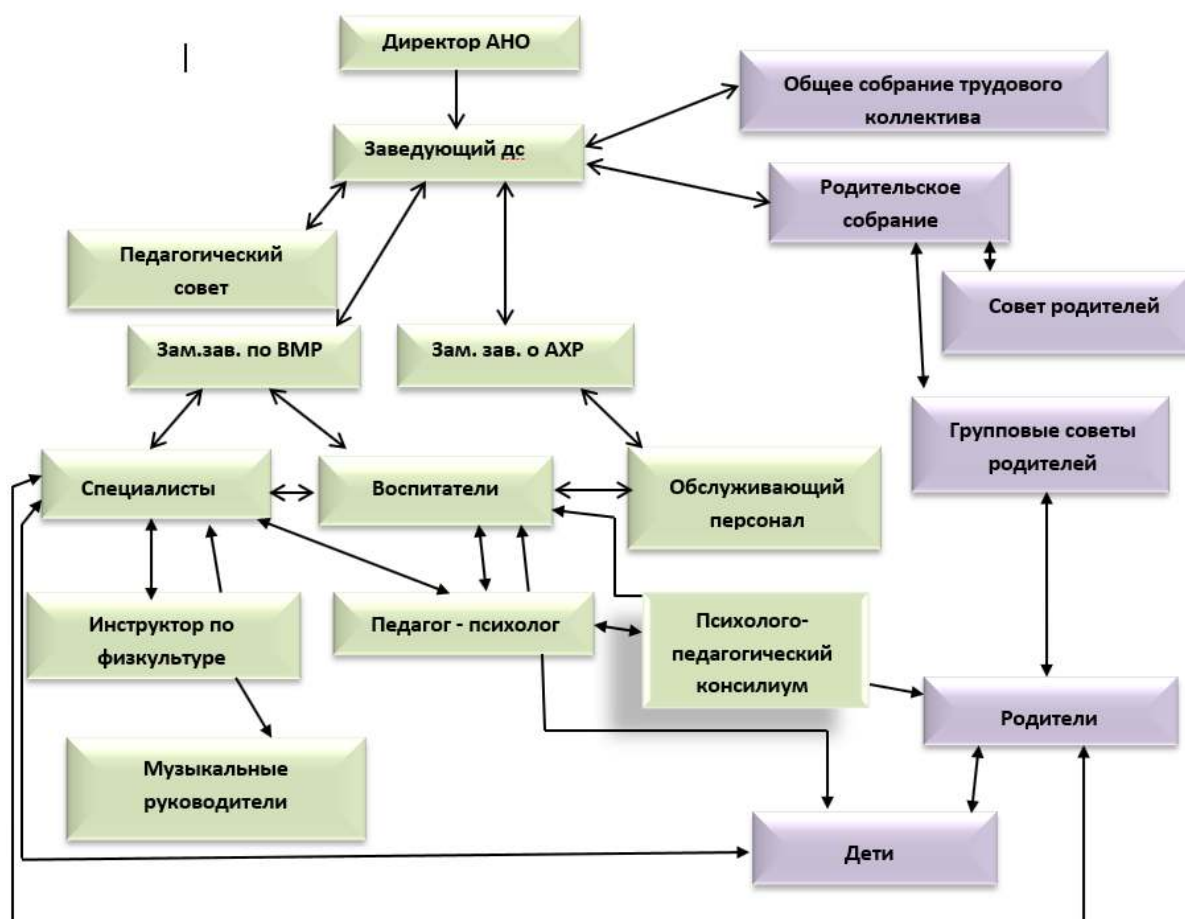 Директор АНО
Общее собрание трудового
коллектива
Заведующий дс
Родительское
собрание
Педагогический
совет
Совет родителей
Зам.зав. по ВМР
Зам. зав. о АХР
Групповые советы
родителей
Специалисты
Воспитатели
Обслуживающий
персонал
Инструктор по
физкультуре
Педагог - психолог
Психолого-
педагогический
консилиум
Родители
Музыкальные
руководители
Дети